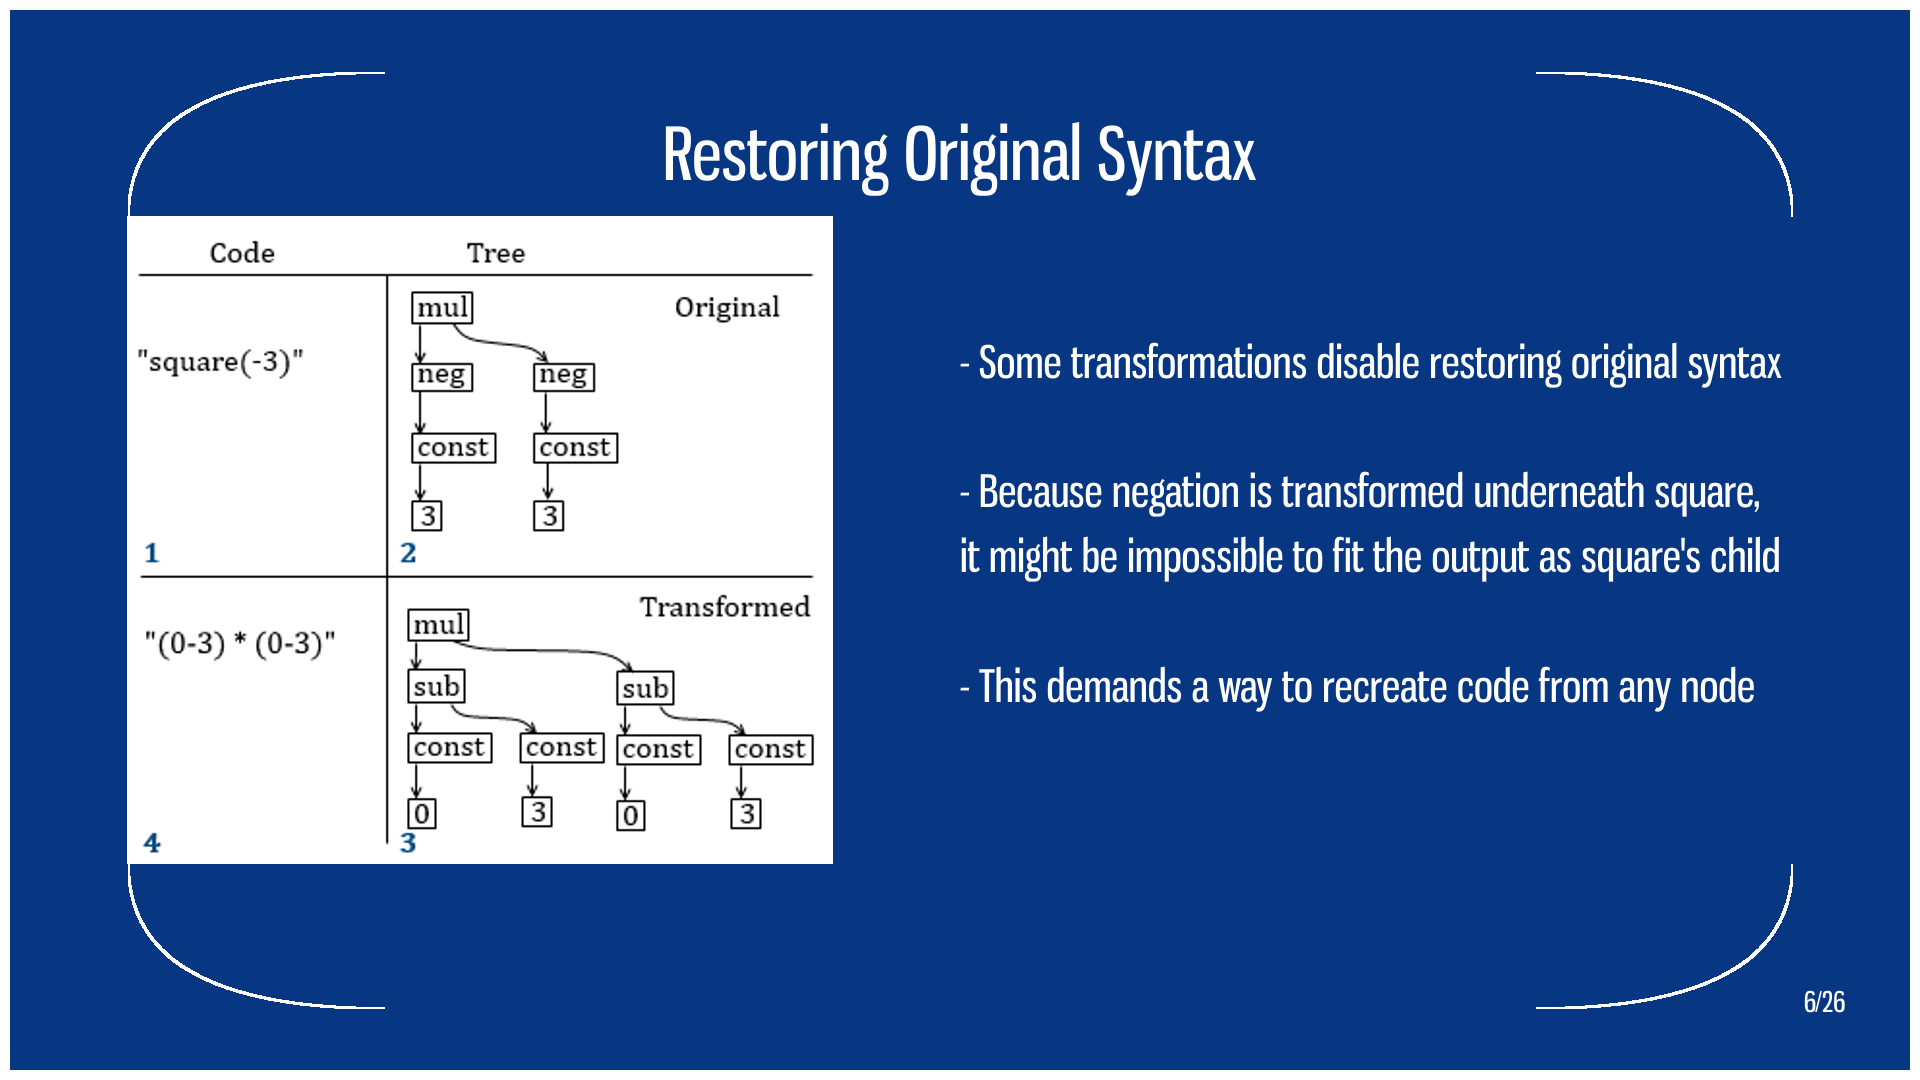 Restoring Original Syntax
Code Tree
Original
"square(-3)"
mul
neg neg
const const
3 3
1 2
Transformed
"(0-3) * (0-3)"
mul
sub sub
const const const const
0 3 0 3
4 3
- Some transformations disable restoring original syntax
- Because negation is transformed underneath square,
it might be impossible to fit the output as square's child
- This demands a way to recreate code from any node
6/26